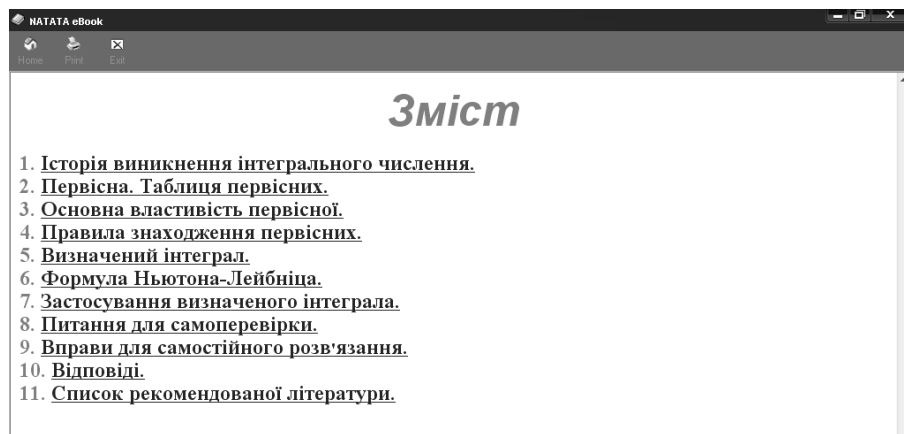 NATATA eBook
Home Print Exit
Зміст
1. Історія виникнення інтегрального числення.
2. Первісна. Таблиця первісних.
3. Основна властивість первісної.
4. Правила знаходження первісних.
5. Визначений інтеграл.
6. Формула Ньютона-Лейбніца.
7. Застосування визначеного інтеграла.
8. Питання для самоперевірки.
9. Вправи для самостійного розв'язання.
10. Відповіді.
11. Список рекомендованої літератури.